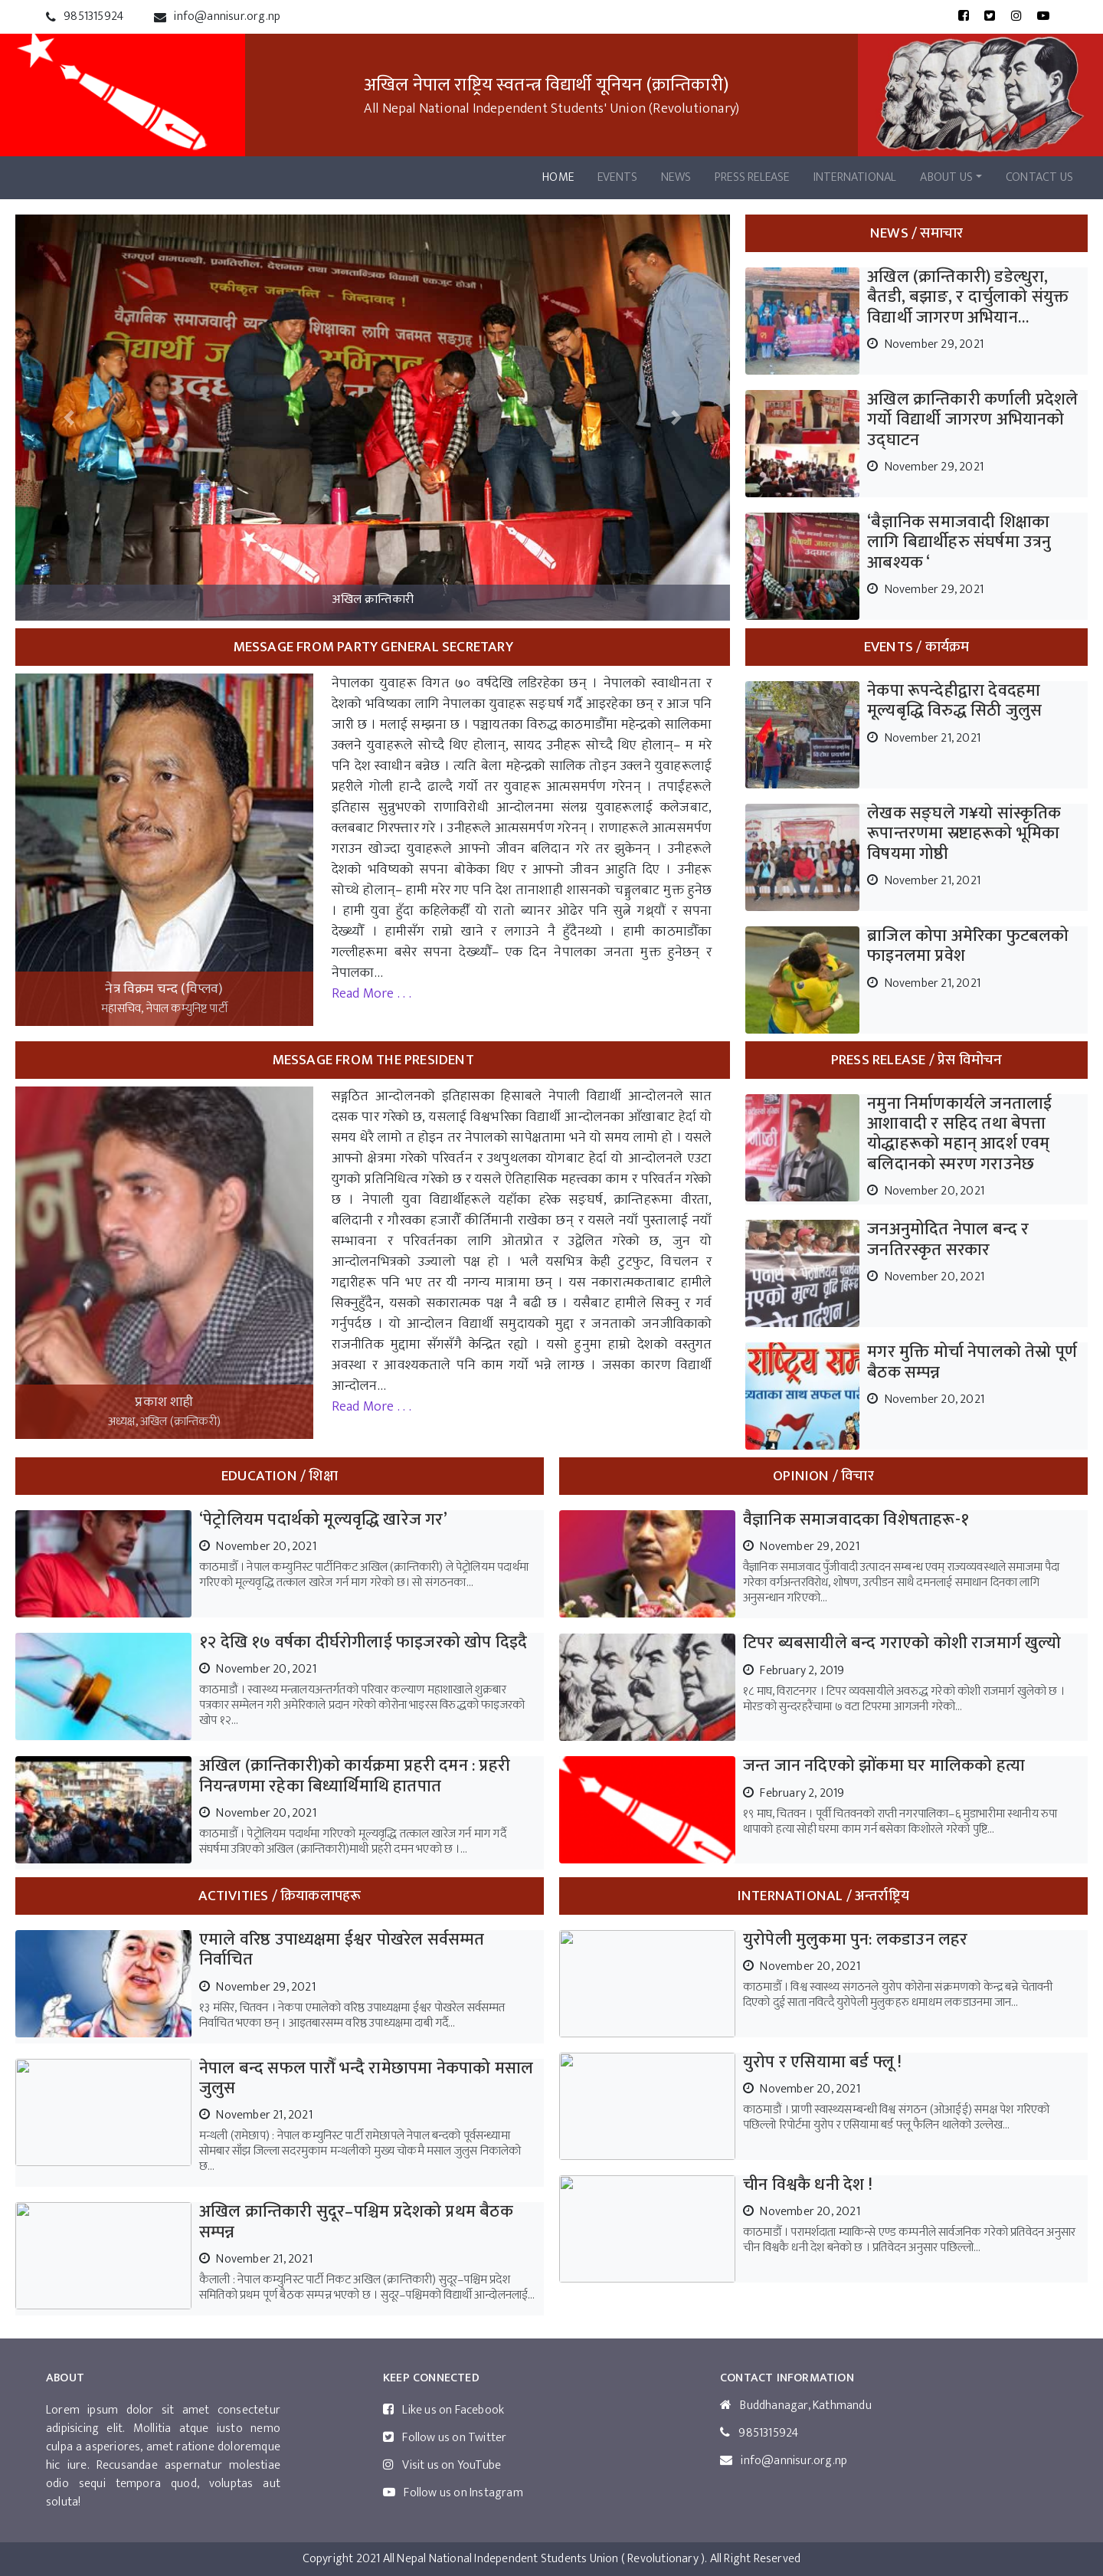 9851315924
info@annisur.org.np
अखिल नेपाल राष्ट्रिय स्वतन्त्र विद्यार्थी यूनियन (क्रान्तिकारी)
All Nepal National Independent Students' Union (Revolutionary)
HOME
EVENTS
NEWS
PRESS RELEASE
INTERNATIONAL
ABOUT US
CONTACT US
अखिल क्रान्तिकारी
NEWS / समाचार
अखिल (क्रान्तिकारी) डडेल्धुरा,
बैतडी, बझाङ, र दार्चुलाको संयुक्त
विद्यार्थी जागरण अभियान…
November 29, 2021
अखिल क्रान्तिकारी कर्णाली प्रदेशले
गर्यो विद्यार्थी जागरण अभियानको
उद्घाटन
November 29, 2021
‘बैज्ञानिक समाजवादी शिक्षाका
लागि बिद्यार्थीहरु संघर्षमा उत्रनु
आबश्यक ‘
November 29, 2021
MESSAGE FROM PARTY GENERAL SECRETARY
नेत्र विक्रम चन्द (विप्लव)
महासचिव, नेपाल कम्युनिष्ट पार्टी
नेपालका युवाहरू विगत ७० वर्षदेखि लडिरहेका छन् । नेपालको स्वाधीनता र
देशको भविष्यका लागि नेपालका युवाहरू सङ्घर्ष गर्दै आइरहेका छन् र आज पनि
जारी छ । मलाई सम्झना छ । पञ्चायतका विरुद्ध काठमाडौँमा महेन्द्रको सालिकमा
उक्लने युवाहरूले सोच्दै थिए होलान्, सायद उनीहरू सोच्दै थिए होलान्– म मरे
पनि देश स्वाधीन बन्नेछ । त्यति बेला महेन्द्रको सालिक तोड्न उक्लने युवाहरूलाई
प्रहरीले गोली हान्दै ढाल्दै गर्यो तर युवाहरू आत्मसमर्पण गरेनन् । तपाईंहरूले
इतिहास सुन्नुभएको राणाविरोधी आन्दोलनमा संलग्न युवाहरूलाई कलेजबाट,
क्लबबाट गिरफ्तार गरे । उनीहरूले आत्मसमर्पण गरेनन् । राणाहरूले आत्मसमर्पण
गराउन खोज्दा युवाहरूले आफ्नो जीवन बलिदान गरे तर झुकेनन् । उनीहरूले
देशको भविष्यको सपना बोकेका थिए र आफ्नो जीवन आहुति दिए । उनीहरू
सोच्थे होलान्– हामी मरेर गए पनि देश तानाशाही शासनको चङ्गुलबाट मुक्त हुनेछ
। हामी युवा हुँदा कहिलेकहीँ यो रातो ब्यानर ओढेर पनि सुत्ने गथ्र्यौं र सपना
देख्थ्यौँ । हामीसँग राम्रो खाने र लगाउने नै हुँदैनथ्यो । हामी काठमाडौँका
गल्लीहरूमा बसेर सपना देख्थ्यौँ– एक दिन नेपालका जनता मुक्त हुनेछन् र
नेपालका…
Read More . . .
EVENTS / कार्यक्रम
नेकपा रूपन्देहीद्वारा देवदहमा
मूल्यबृद्धि विरुद्ध सिठी जुलुस
November 21, 2021
लेखक सङ्घले ग¥यो सांस्कृतिक
रूपान्तरणमा स्रष्टाहरूको भूमिका
विषयमा गोष्ठी
November 21, 2021
ब्राजिल कोपा अमेरिका फुटबलको
फाइनलमा प्रवेश
November 21, 2021
MESSAGE FROM THE PRESIDENT
प्रकाश शाही
अध्यक्ष, अखिल (क्रान्तिकरी)
सङ्गठित आन्दोलनको इतिहासका हिसाबले नेपाली विद्यार्थी आन्दोलनले सात
दसक पार गरेको छ, यसलाई विश्वभरिका विद्यार्थी आन्दोलनका आँखाबाट हेर्दा यो
समय धेरै लामो त होइन तर नेपालको सापेक्षतामा भने यो समय लामो हो । यसले
आफ्नो क्षेत्रमा गरेको परिवर्तन र उथपुथलका योगबाट हेर्दा यो आन्दोलनले एउटा
युगको प्रतिनिधित्व गरेको छ र यसले ऐतिहासिक महत्त्वका काम र परिवर्तन गरेको
छ । नेपाली युवा विद्यार्थीहरूले यहाँका हरेक सङ्घर्ष, क्रान्तिहरूमा वीरता,
बलिदानी र गौरवका हजारौँ कीर्तिमानी राखेका छन् र यसले नयाँ पुस्तालाई नयाँ
सम्भावना र परिवर्तनका लागि ओतप्रोत र उद्वेलित गरेको छ, जुन यो
आन्दोलनभित्रको उज्यालो पक्ष हो । भलै यसभित्र केही टुटफुट, विचलन र
गद्दारीहरू पनि भए तर यी नगन्य मात्रामा छन् । यस नकारात्मकताबाट हामीले
सिक्नुहुँदैन, यसको सकारात्मक पक्ष नै बढी छ । यसैबाट हामीले सिक्नु र गर्व
गर्नुपर्दछ । यो आन्दोलन विद्यार्थी समुदायको मुद्दा र जनताको जनजीविकाको
राजनीतिक मुद्दामा सँगसँगै केन्द्रित रह्यो । यसो हुनुमा हाम्रो देशको वस्तुगत
अवस्था र आवश्यकताले पनि काम गर्यो भन्ने लाग्छ । जसका कारण विद्यार्थी
आन्दोलन…
Read More . . .
PRESS RELEASE / प्रेस विमोचन
नमुना निर्माणकार्यले जनतालाई
आशावादी र सहिद तथा बेपत्ता
योद्धाहरूको महान् आदर्श एवम्
बलिदानको स्मरण गराउनेछ
November 20, 2021
जनअनुमोदित नेपाल बन्द र
जनतिरस्कृत सरकार
November 20, 2021
मगर मुक्ति मोर्चा नेपालको तेस्रो पूर्ण
बैठक सम्पन्न
November 20, 2021
EDUCATION / शिक्षा
‘पेट्रोलियम पदार्थको मूल्यवृद्धि खारेज गर’
November 20, 2021
काठमाडौँ । नेपाल कम्युनिस्ट पार्टीनिकट अखिल (क्रान्तिकारी) ले पेट्रोलियम पदार्थमा
गरिएको मूल्यवृद्धि तत्काल खारेज गर्न माग गरेको छ। सो संगठनका…
१२ देखि १७ वर्षका दीर्घरोगीलाई फाइजरको खोप दिइदै
November 20, 2021
काठमाडौं । स्वास्थ्य मन्त्रालयअन्तर्गतको परिवार कल्याण महाशाखाले शुक्रबार
पत्रकार सम्मेलन गरी अमेरिकाले प्रदान गरेको कोरोना भाइरस विरुद्धको फाइजरको
खोप १२…
अखिल (क्रान्तिकारी)को कार्यक्रमा प्रहरी दमन : प्रहरी
नियन्त्रणमा रहेका बिध्यार्थिमाथि हातपात
November 20, 2021
काठमाडौँ । पेट्रोलियम पदार्थमा गरिएको मूल्यवृद्धि तत्काल खारेज गर्न माग गर्दै
संघर्षमा उत्रिएको अखिल (क्रान्तिकारी)माथी प्रहरी दमन भएको छ ।…
OPINION / विचार
वैज्ञानिक समाजवादका विशेषताहरू-१
November 29, 2021
वैज्ञानिक समाजवाद पुँजीवादी उत्पादन सम्बन्ध एवम् राज्यव्यवस्थाले समाजमा पैदा
गरेका वर्गअन्तरविरोध, शोषण, उत्पीडन साथै दमनलाई समाधान दिनका लागि
अनुसन्धान गरिएको…
टिपर ब्यबसायीले बन्द गराएको कोशी राजमार्ग खुल्यो
February 2, 2019
१८ माघ, विराटनगर । टिपर व्यवसायीले अवरुद्ध गरेको कोशी राजमार्ग खुलेको छ ।
मोरङको सुन्दरहरैंचामा ७ वटा टिपरमा आगजनी गरेको…
जन्त जान नदिएको झोंकमा घर मालिकको हत्या
February 2, 2019
१९ माघ, चितवन । पूर्वी चितवनको राप्ती नगरपालिका–६ मुडाभारीमा स्थानीय रुपा
थापाको हत्या सोही घरमा काम गर्न बसेका किशोरले गरेको पुष्टि…
ACTIVITIES / क्रियाकलापहरू
एमाले वरिष्ठ उपाध्यक्षमा ईश्वर पोखरेल सर्वसम्मत
निर्वाचित
November 29, 2021
१३ मंसिर, चितवन । नेकपा एमालेको वरिष्ठ उपाध्यक्षमा ईश्वर पोखरेल सर्वसम्मत
निर्वाचित भएका छन् । आइतबारसम्म वरिष्ठ उपाध्यक्षमा दाबी गर्दै…
नेपाल बन्द सफल पारौँ भन्दै रामेछापमा नेकपाको मसाल
जुलुस
November 21, 2021
मन्थली (रामेछाप) : नेपाल कम्युनिस्ट पार्टी रामेछापले नेपाल बन्दको पूर्वसन्ध्यामा
सोमबार साँझ जिल्ला सदरमुकाम मन्थलीको मुख्य चोकमै मसाल जुलुस निकालेको
छ…
अखिल क्रान्तिकारी सुदूर–पश्चिम प्रदेशको प्रथम बैठक
सम्पन्न
November 21, 2021
कैलाली : नेपाल कम्युनिस्ट पार्टी निकट अखिल (क्रान्तिकारी) सुदूर–पश्चिम प्रदेश
समितिको प्रथम पूर्ण बैठक सम्पन्न भएको छ । सुदूर–पश्चिमको विद्यार्थी आन्दोलनलाई…
INTERNATIONAL / अन्तर्राष्ट्रिय
युरोपेली मुलुकमा पुन: लकडाउन लहर
November 20, 2021
काठमाडौँ । विश्व स्वास्थ्य संगठनले युरोप कोरोना संक्रमणको केन्द्र बन्ने चेतावनी
दिएको दुई साता नबित्दै युरोपेली मुलुकहरु धमाधम लकडाउनमा जान…
युरोप र एसियामा बर्ड फ्लू !
November 20, 2021
काठमाडौं । प्राणी स्वास्थ्यसम्बन्धी विश्व संगठन (ओआईई) समक्ष पेश गरिएको
पछिल्लो रिपोर्टमा युरोप र एसियामा बर्ड फ्लू फैलिन थालेको उल्लेख…
चीन विश्वकै धनी देश !
November 20, 2021
काठमाडौँ । परामर्शदाता म्याकिन्से एण्ड कम्पनीले सार्वजनिक गरेको प्रतिवेदन अनुसार
चीन विश्वकै धनी देश बनेको छ । प्रतिवेदन अनुसार पछिल्लो…
ABOUT
Lorem ipsum dolor sit amet consectetur
adipisicing elit. Mollitia atque iusto nemo
culpa a asperiores, amet ratione doloremque
hic iure. Recusandae aspernatur molestiae
odio sequi tempora quod, voluptas aut
soluta!
KEEP CONNECTED
Like us on Facebook
Follow us on Twitter
Visit us on YouTube
Follow us on Instagram
CONTACT INFORMATION
Buddhanagar, Kathmandu
9851315924
info@annisur.org.np
Copyright 2021 All Nepal National Independent Students Union ( Revolutionary ). All Right Reserved